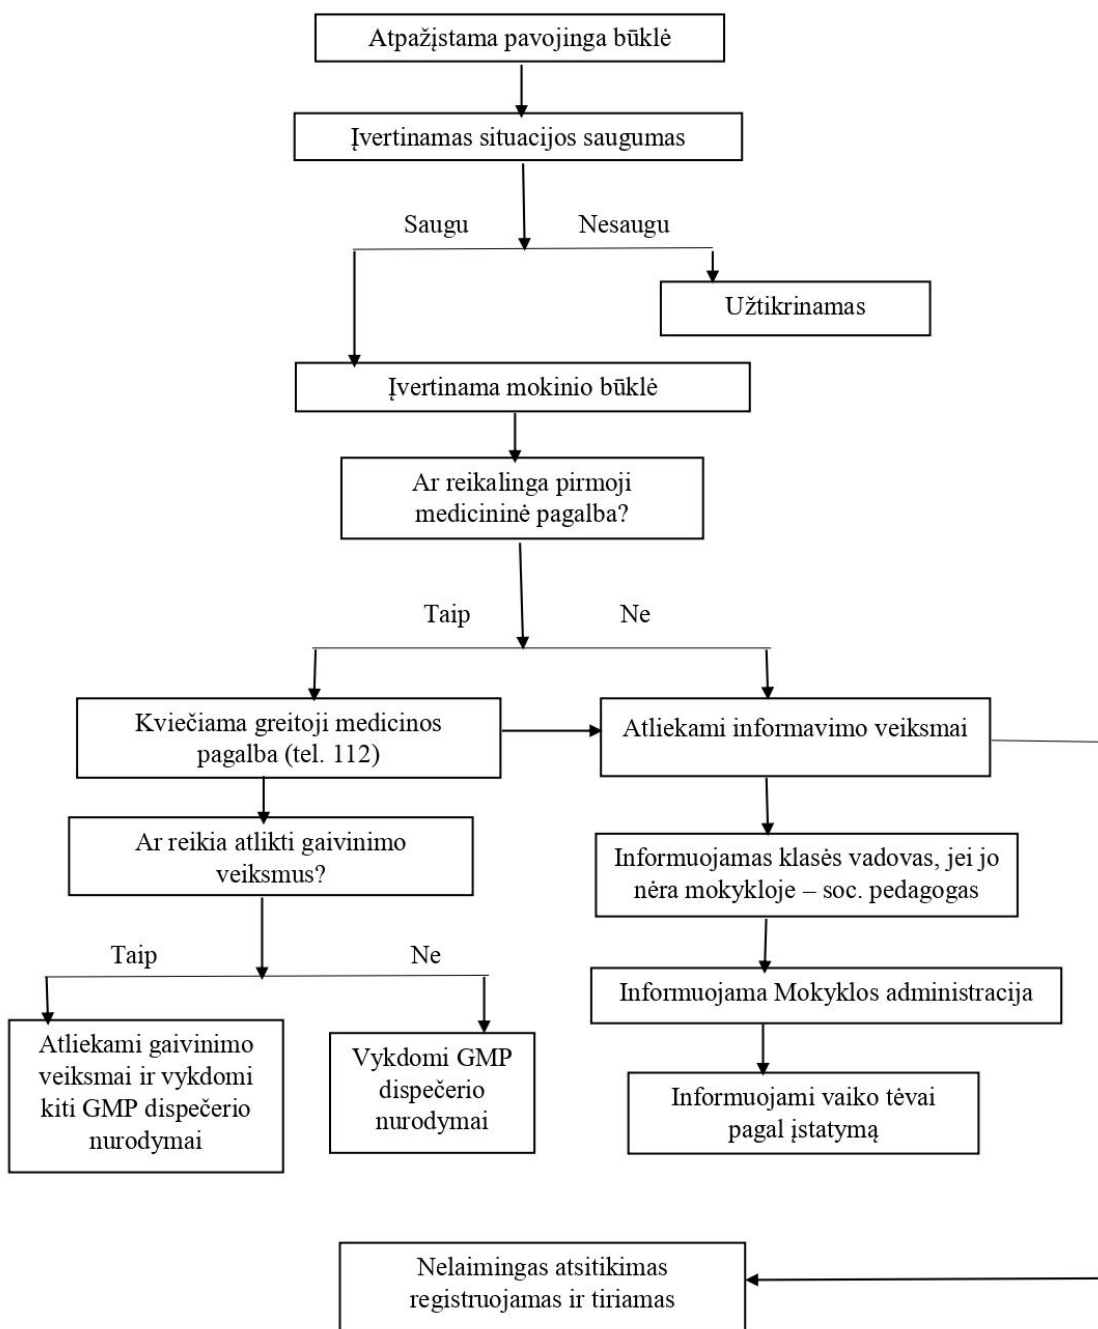 Atpažįstama pavojinga būklė
Įvertinamas situacijos saugumas
Saugu
Nesaugu
Užtikrinamas
Įvertinama mokinio būklė
Ar reikalinga pirmoji
medicininė pagalba?
Taip
Ne
Kviečiama greitoji medicinos
pagalba (tel. 112)
Atliekami informavimo veiksmai
Ar reikia atlikti gaivinimo
veiksmus?
Informuojamas klasės vadovas, jei jo
nėra mokykloje – soc. pedagogas
Taip
Ne
Informuojama Mokyklos administracija
Atliekami gaivinimo
veiksmai ir vykdomi
kiti GMP dispečerio
nurodymai
Vykdomi GMP
dispečerio
nurodymai
Informuojami vaiko tėvai
pagal įstatymą
Nelaimingas atsitikimas
registruojamas ir tiriamas